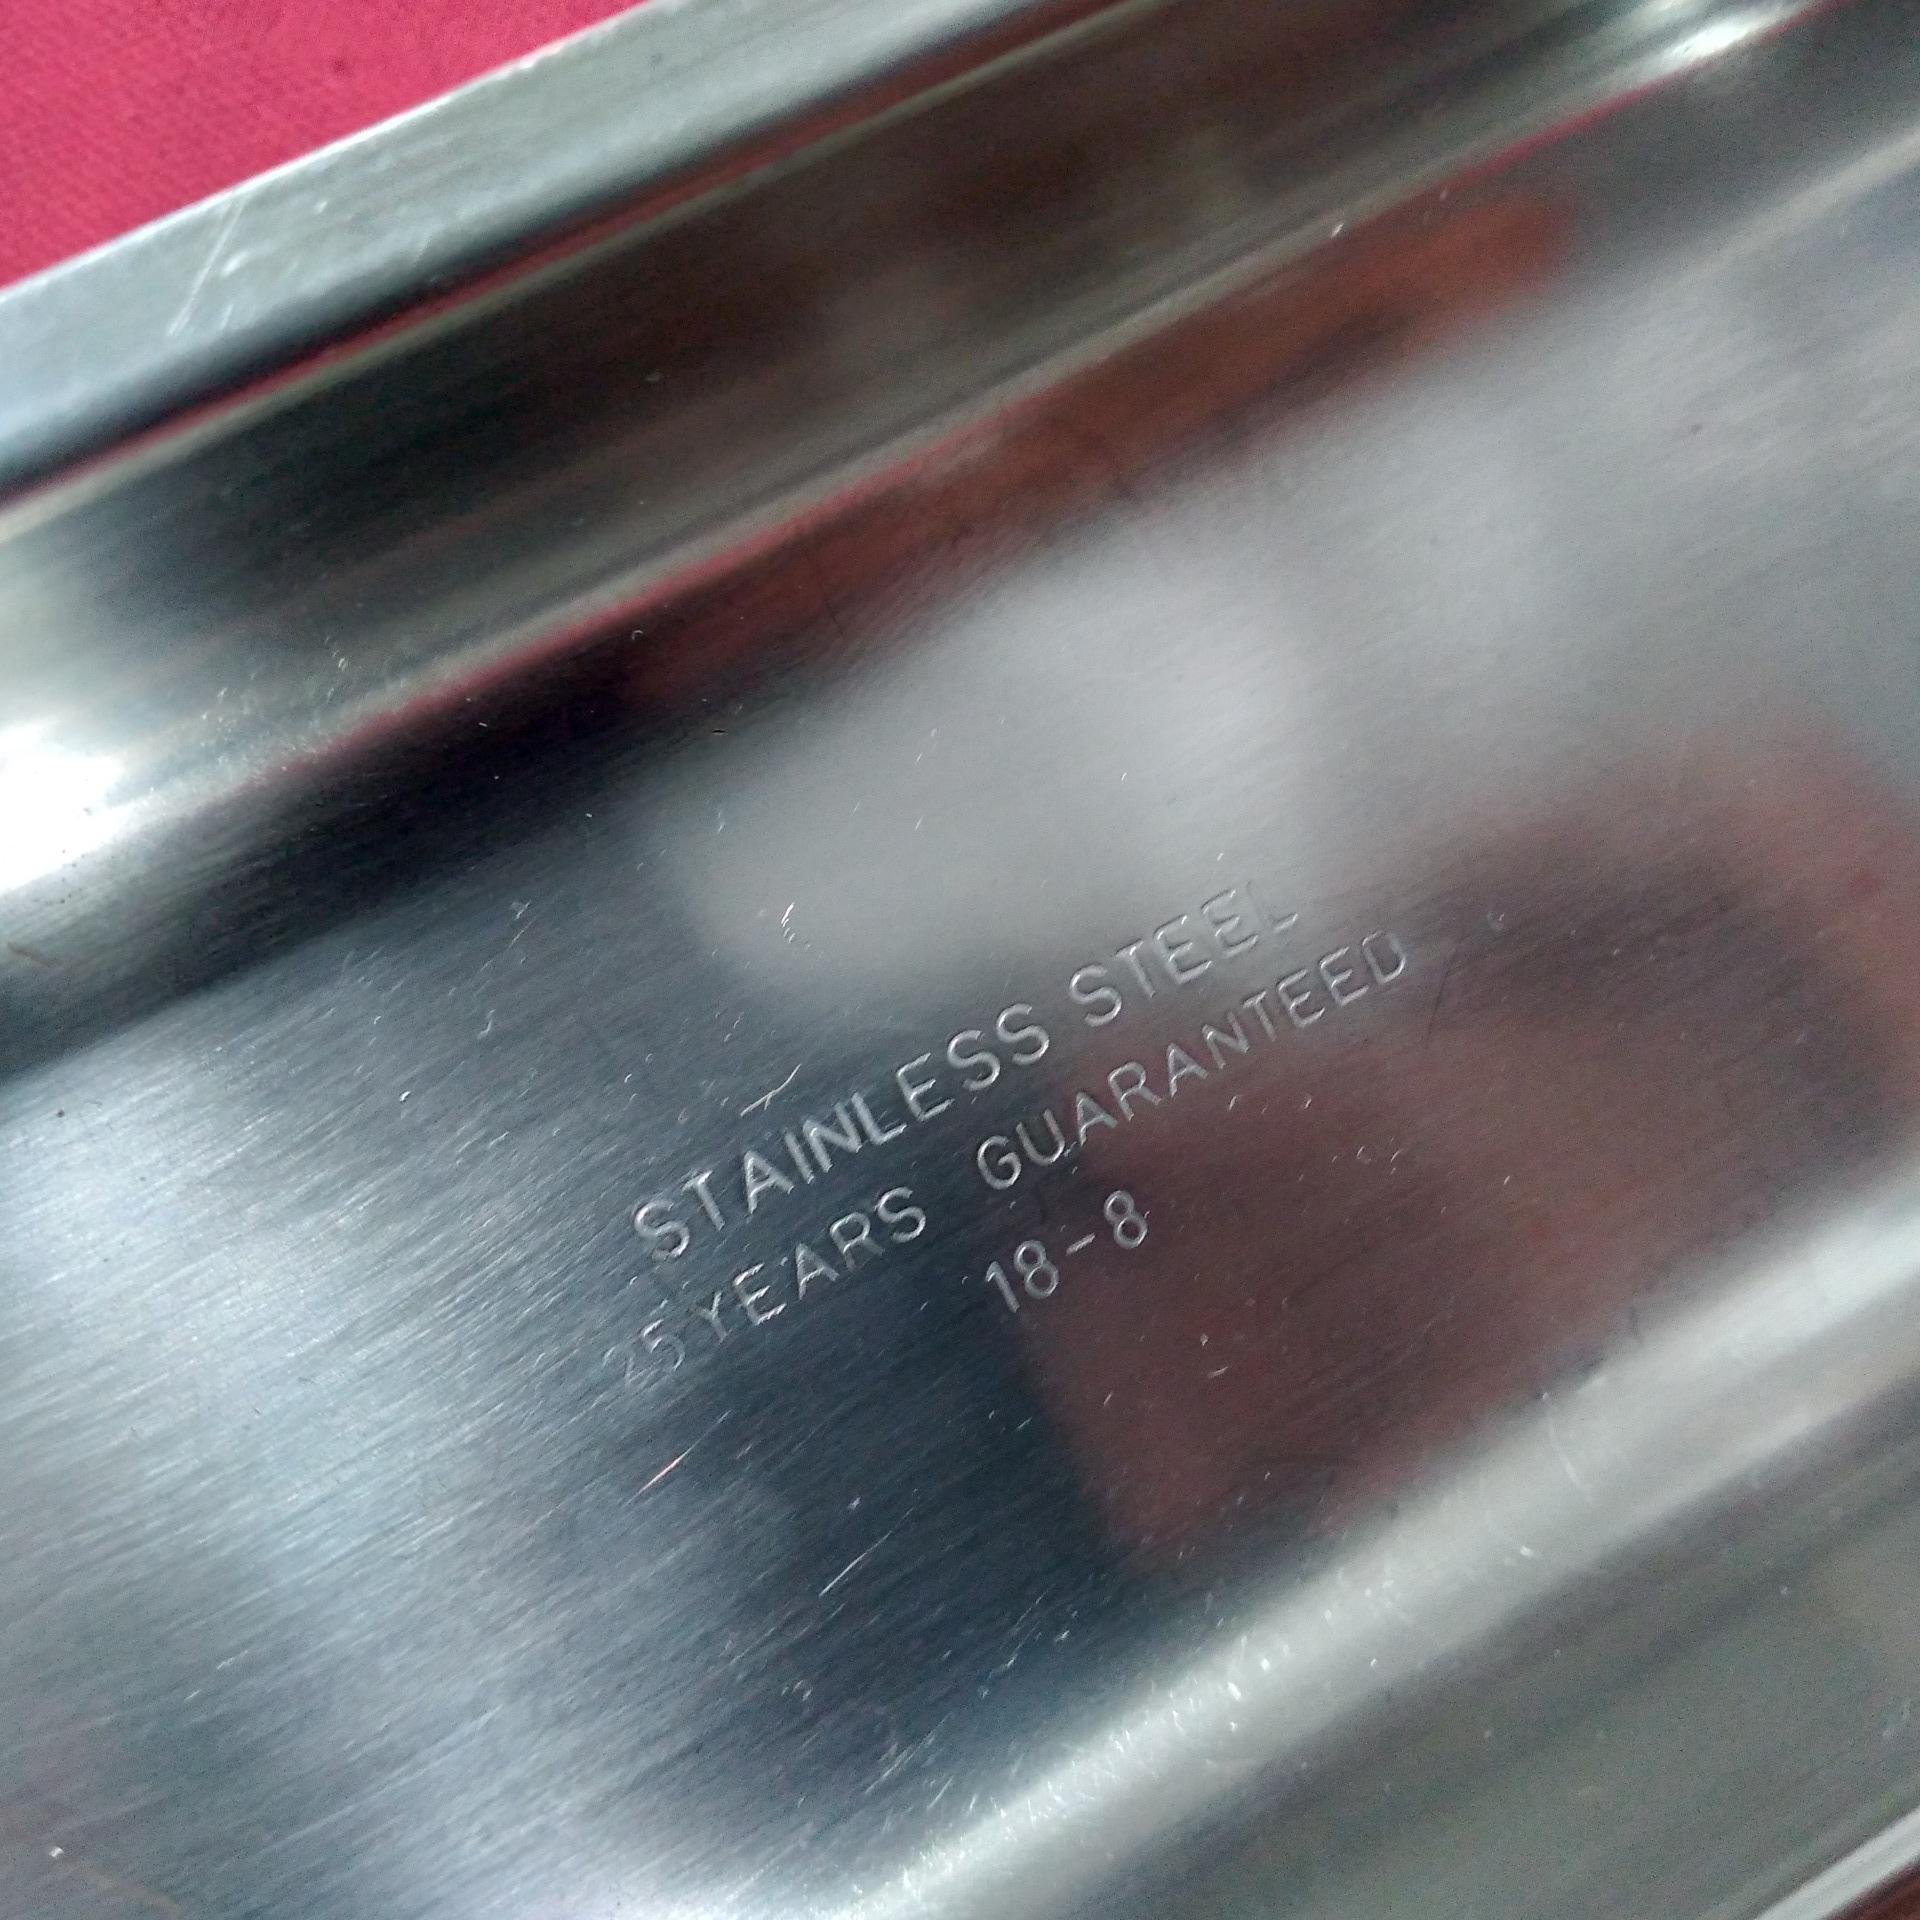 STAINLESS STEEL
25 YEARS GUARANTEED
18-8